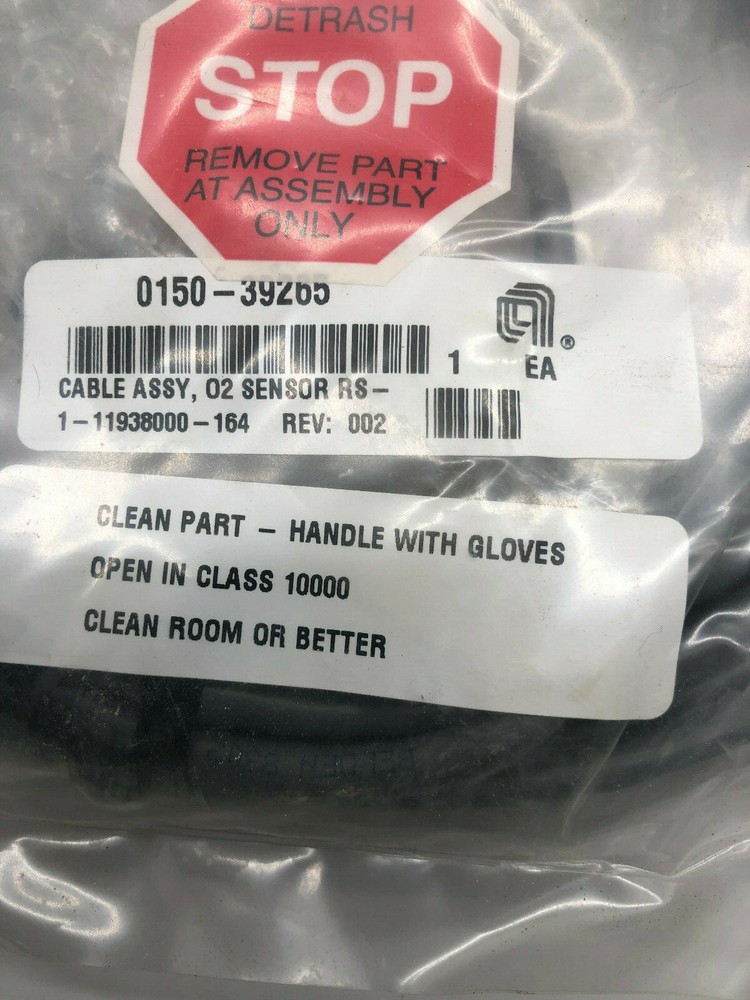 DETRASH
STOP
REMOVE PART
AT ASSEMBLY
ONLY
0150-39265
1 EA
®
CABLE ASSY, O2 SENSOR RS-
1-11938000-164 REV: 002
CLEAN PART - HANDLE WITH GLOVES
OPEN IN CLASS 10000
CLEAN ROOM OR BETTER
BELDEN